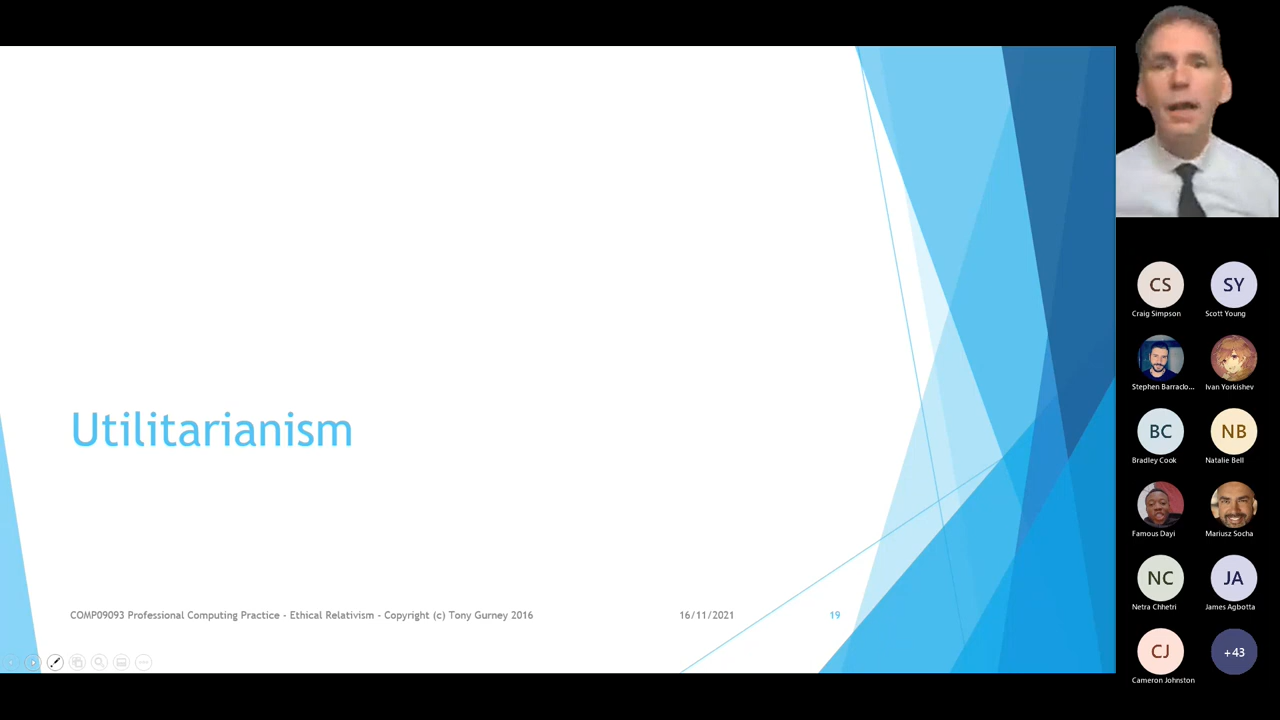 Utilitarianism
COMP09093 Professional Computing Practice - Ethical Relativism - Copyright (c) Tony Gurney 2016
16/11/2021
19
CS
SY
Craig Simpson
Scott Young
Stephen Barraclo...
Ivan Yorkishev
BC
NB
Bradley Cook
Natalie Bell
Famous Dayi
Mariusz Socha
NC
JA
Netra Chhetri
James Agbotta
CJ
+43
Cameron Johnston